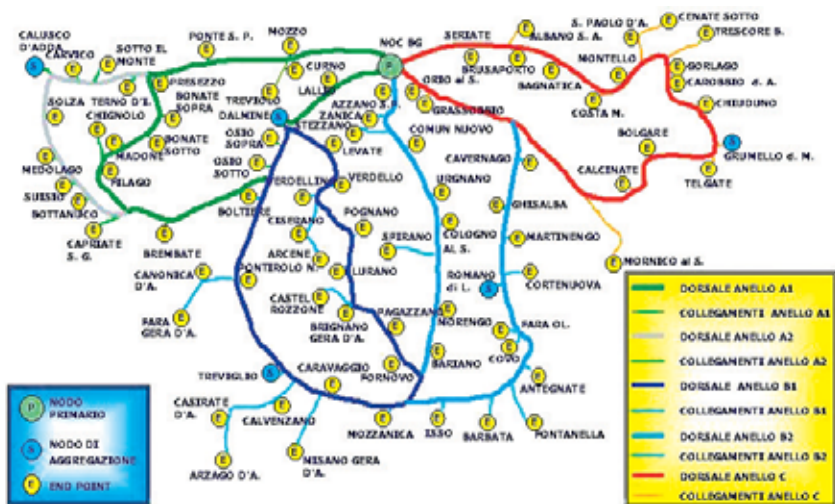 CALUSCO
D'ADDA
CARVICO
SOTTO IL
MONTE
PONTE S. P.
MOZZO
NOC BG
P
SERIATE
ALBANO S. A.
S. PAOLO D'A.
CENATE SOTTO
TRESCORE B.
CURNO
LALLIO
BRUSAPORTO
MONTELLO
GORLAGO
CAROBBIO d. A.
BAGNATICA
COSTA M.
CHIUDUNO
SOLZA
TERNO D'I.
CHIGNOLO
PRESEZZO
BONATE
SOPRA
TREVIOLO
DALMINE
STEZZANO
AZZANO S.P.
ZANICA
ORIO al S.
GRASSOBBIO
COMUN NUOVO
LEVATE
BONATE
SOTTO
MADONE
FILAGO
OSIO
SOPRA
OSIO
SOTTO
MEDOLAGO
SUISIO
BOTTANUCO
CAPRIATE
S. G.
BREMBATE
BOLTIERE
VERDELLINO
VERDELLO
URGNANO
CAVERNAGO
BOLGARE
CALCINATE
GRUMELLO d. M.
TELGATE
GHISALBA
MARTINENGO
MORNICO al S.
CISERANO
POGNANO
ARCENE
SPIRANO
COLOGNO
AL S.
CANONICA
D'A.
PONTIROLO N.
LURANO
ROMANO
di L.
CORTENUOVA
FARA
GERA D'A.
CASTEL
ROZZONE
BRIGNANO
GERA D'A.
PAGAZZANO
MORENGO
FARA OL.
COVO
BARIANO
TREVIGLIO
CARAVAGGIO
FORNOVO
ANTEGNATE
CASIRATE
D'A.
CALVENZANO
MOZZANICA
ISSO
BARBATA
FONTANELLA
ARZAGO D'A.
MISANO GERA
D'A.
P NODO
PRIMARIO
S NODO DI
AGGREGAZIONE
E END POINT
DORSALE ANELLO A1
COLLEGAMENTI ANELLO A1
DORSALE ANELLO A2
COLLEGAMENTI ANELLO A2
DORSALE ANELLO B1
COLLEGAMENTI ANELLO B1
DORSALE ANELLO B2
COLLEGAMENTI ANELLO B2
DORSALE ANELLO C
COLLEGAMENTI ANELLO C